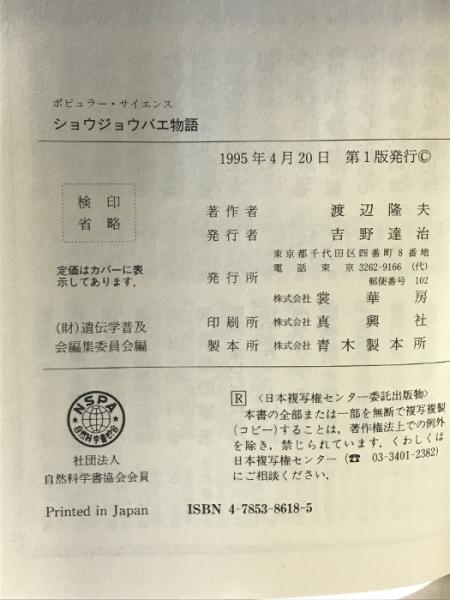 ポピュラー・サイエンス
ショウジョウバエ物語
1995年4月20日 第1版発行©
検印
省略
定価はカバーに表
示してあります.
(財)遺伝学普及
会編集委員会編
著作者 渡辺隆夫
発行者 吉野達治
発行所
東京都千代田区四番町8番地
電話 東京 3262-9166 (代)
郵便番号 102
株式会社 裳華房
印刷所 株式会社 真興社
製本所 株式会社 青木製本所
NSPA
自然科学書協会
社団法人
自然科学書協会会員
R 〈日本複写権センター委託出版物〉
本書の全部または一部を無断で複写複製
(コピー)することは、著作権法上での例外
を除き、禁じられています。くわしくは
日本複写権センター(☎ 03-3401-2382)
にご相談ください。
Printed in Japan ISBN 4-7853-8618-5